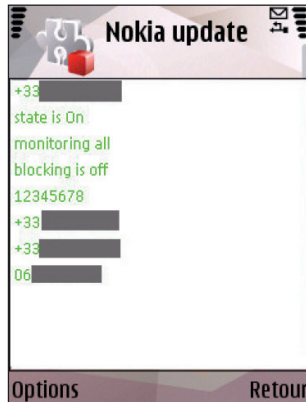 Nokia update
+33
state is On
monitoring all
blocking is off
12345678
+33
+33
06
Options Retour